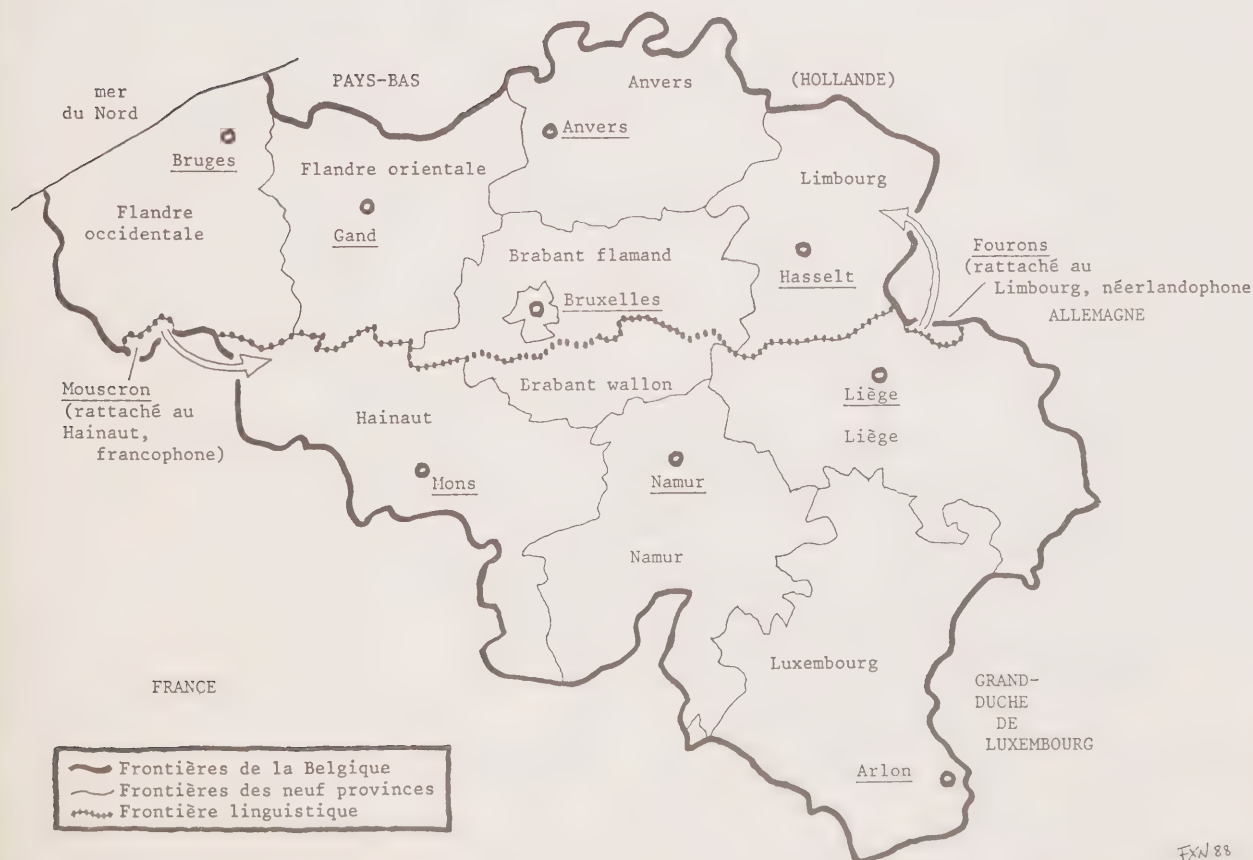 mer
du Nord
PAYS-BAS
Anvers
(HOLLANDE)
Bruges
Anvers
Flandre orientale
Limbourg
Flandre
occidentale
Gand
Brabant flamand
Hasselt
Fourons
(rattaché au
Limbourg, néerlandophone
ALLEMAGNE
Bruxelles
Mouscron
(rattaché au
Hainaut,
francophone)
Brabant wallon
Hainaut
Liège
Liège
Mons
Namur
Namur
Luxembourg
FRANCE
GRAND-
DUCHE
DE
LUXEMBOURG
Arlon
Frontières de la Belgique
Frontières des neuf provinces
Frontière linguistique
FXN 88